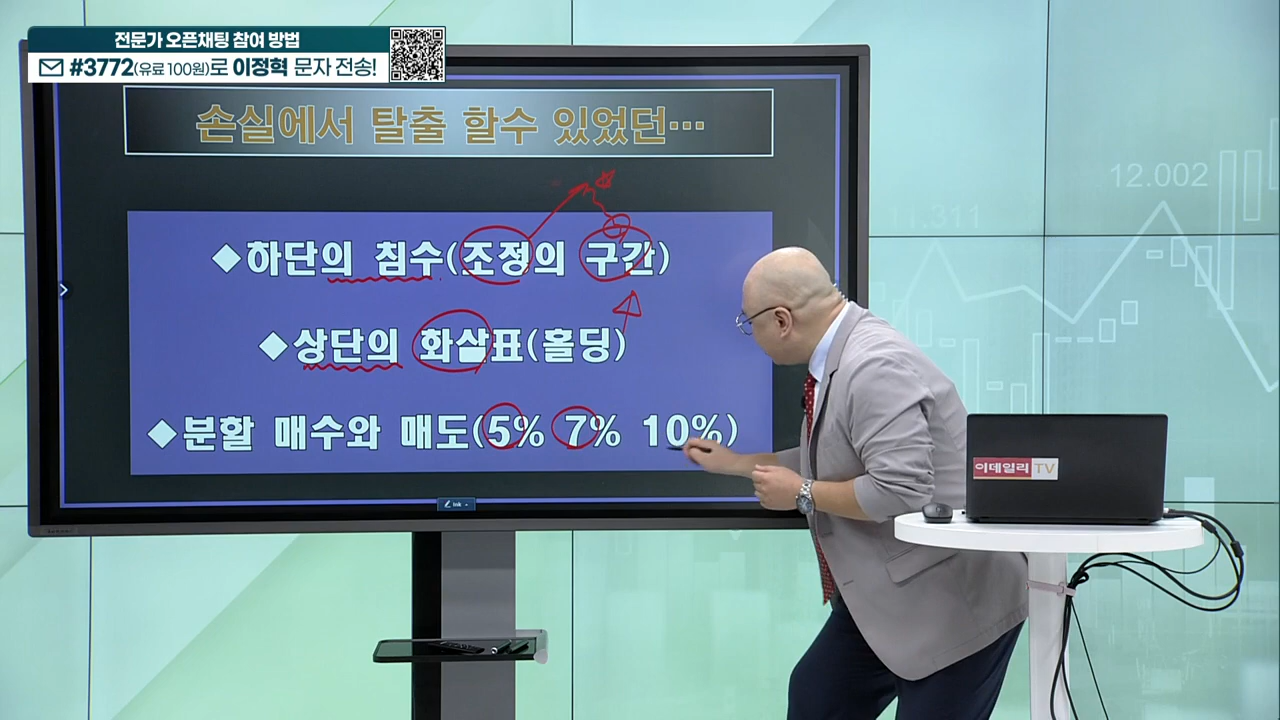 전문가 오픈채팅 참여 방법
#3772(유료 100원)로 이정혁 문자 전송!
손실에서 탈출 할수 있었던…
◆하단의 침수(조정의 구간)
◆상단의 화살표(홀딩)
◆분할 매수와 매도(5% 7% 10%)
Ink
이데일리TV
12.002